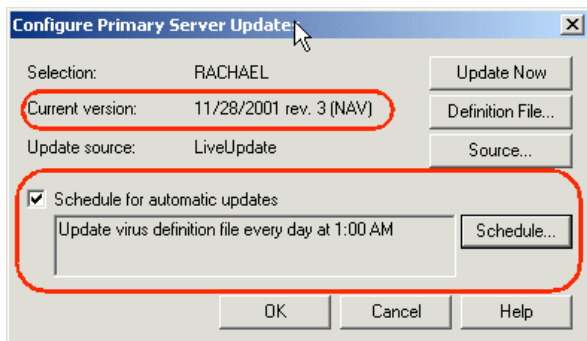 Configure Primary Server Updates
Selection: RACHAEL Update Now
Current version: 11/28/2001 rev. 3 (NAV) Definition File...
Update source: LiveUpdate Source...
Schedule for automatic updates
Update virus definition file every day at 1:00 AM Schedule...
OK Cancel Help